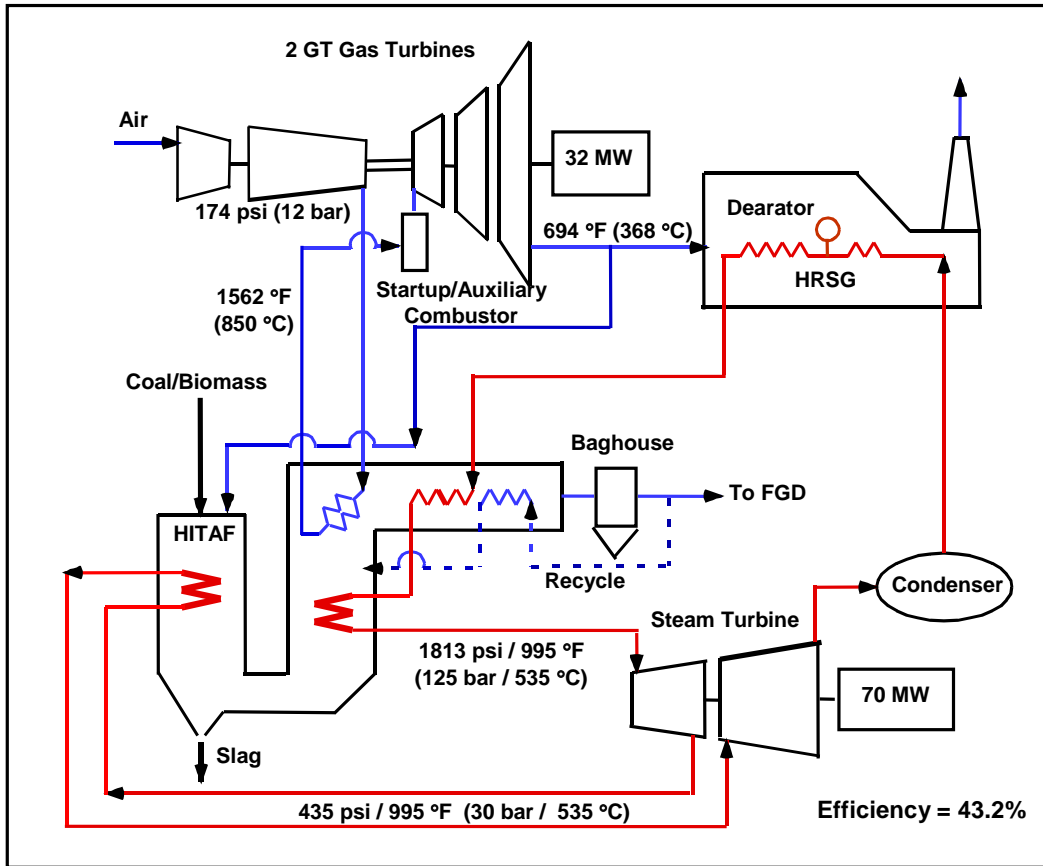 2 GT Gas Turbines
Air
32 MW
174 psi (12 bar)
694 °F (368 °C)
Dearator
HRSG
1562 °F
(850 °C)
Startup/Auxiliary
Combustor
Coal/Biomass
Baghouse
To FGD
HITAF
Recycle
Condenser
Steam Turbine
1813 psi / 995 °F
(125 bar / 535 °C)
70 MW
Slag
435 psi / 995 °F (30 bar / 535 °C)
Efficiency = 43.2%